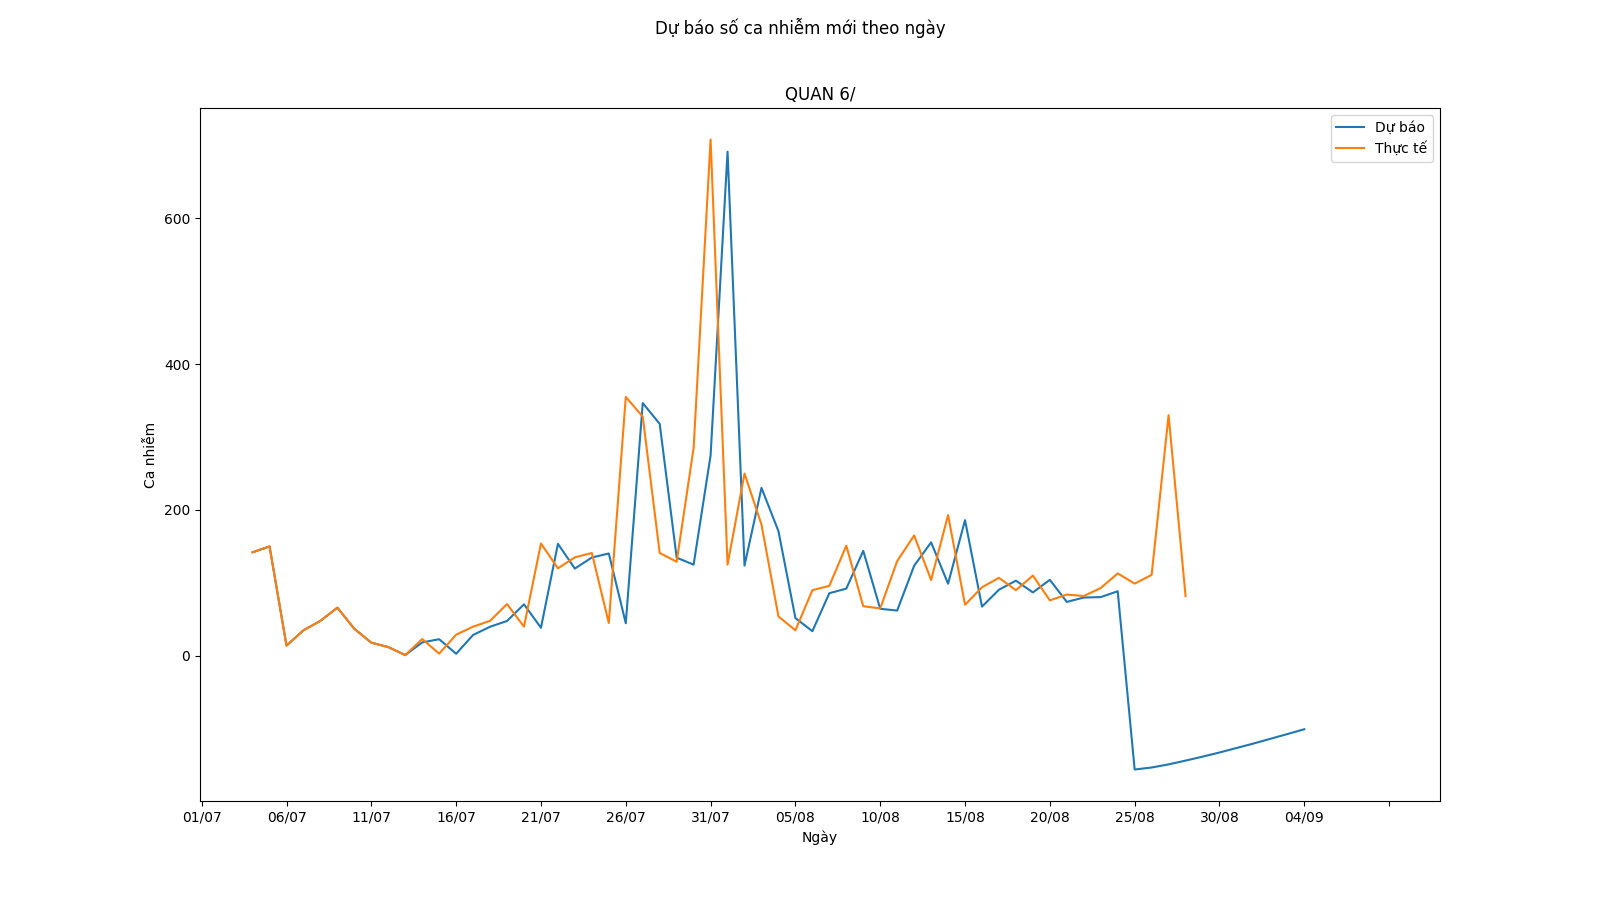 Dự báo số ca nhiễm mới theo ngày
QUAN 6/
Dự báo
Thực tế
600
400
200
0
Ca nhiễm
01/07 06/07 11/07 16/07 21/07 26/07 31/07 05/08 10/08 15/08 20/08 25/08 30/08 04/09
Ngày